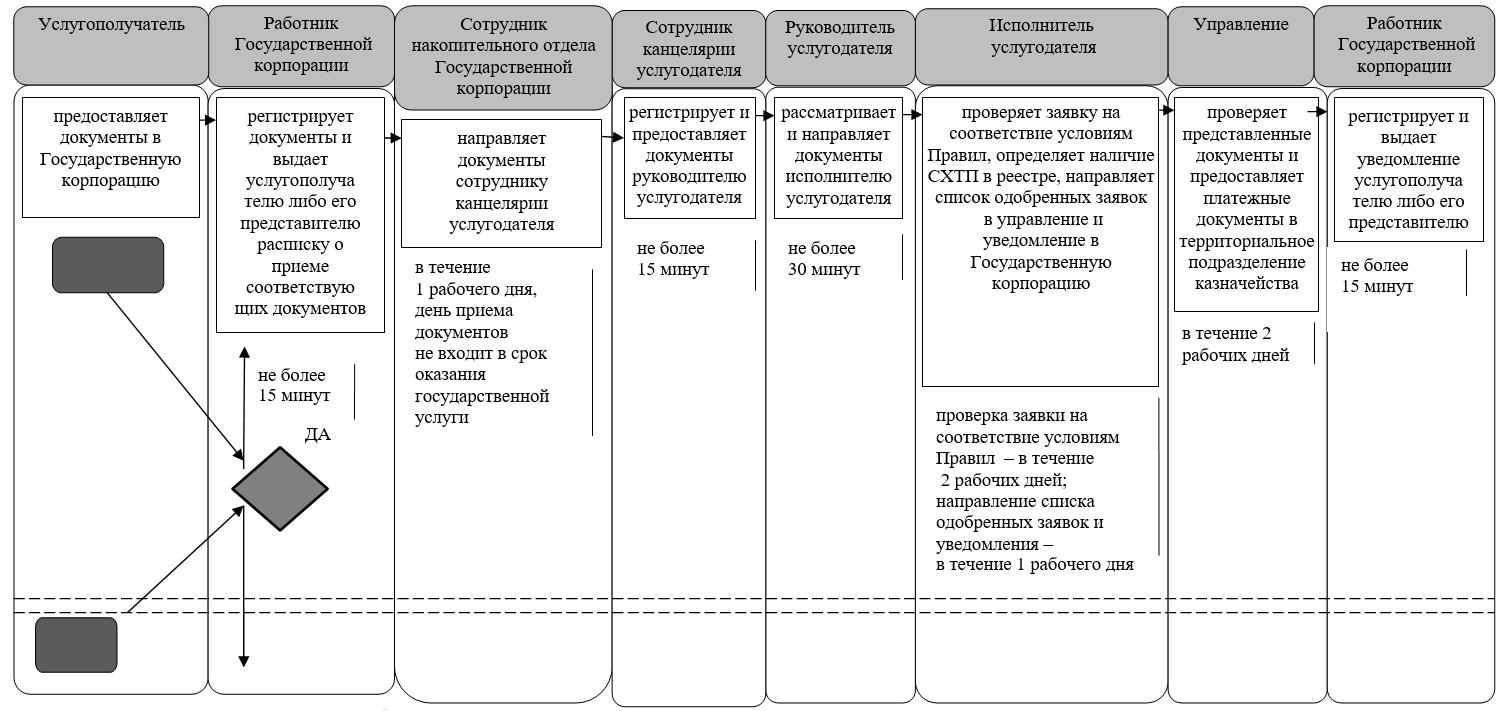 Услугополучатель
Работник
Государственной
корпорации
Сотрудник
накопительного отдела
Государственной
корпорации
Сотрудник
канцелярии
услугодателя
Руководитель
услугодателя
Исполнитель
услугодателя
Управление
Работник
Государственной
корпорации
предоставляет
документы в
Государственную
корпорацию
регистрирует
документы и
выдает
услугополуча
телю либо его
представителю
расписку о
приеме
соответствую
щих документов
не более
15 минут
ДА
направляет
документы
сотруднику
канцелярии
услугодателя
в течение
1 рабочего дня,
день приема
документов
не входит в срок
оказания
государственной
услуги
регистрирует и
предоставляет
документы
руководителю
услугодателя
не более
15 минут
рассматривает
и направляет
документы
исполнителю
услугодателя
не более
30 минут
проверяет заявку на
соответствие условиям
Правил, определяет наличие
СХТП в реестре, направляет
список одобренных заявок
в управление и
уведомление в
Государственную
корпорацию
проверка заявки на
соответствие условиям
Правил – в течение
2 рабочих дней;
направление списка
одобренных заявок и
уведомления –
в течение 1 рабочего дня
проверяет
представленные
документы и
предоставляет
платежные
документы в
территориальное
подразделение
казначейства
в течение 2
рабочих дней
регистрирует и
выдает
уведомление
услугополуча
телю либо его
представителю
не более
15 минут